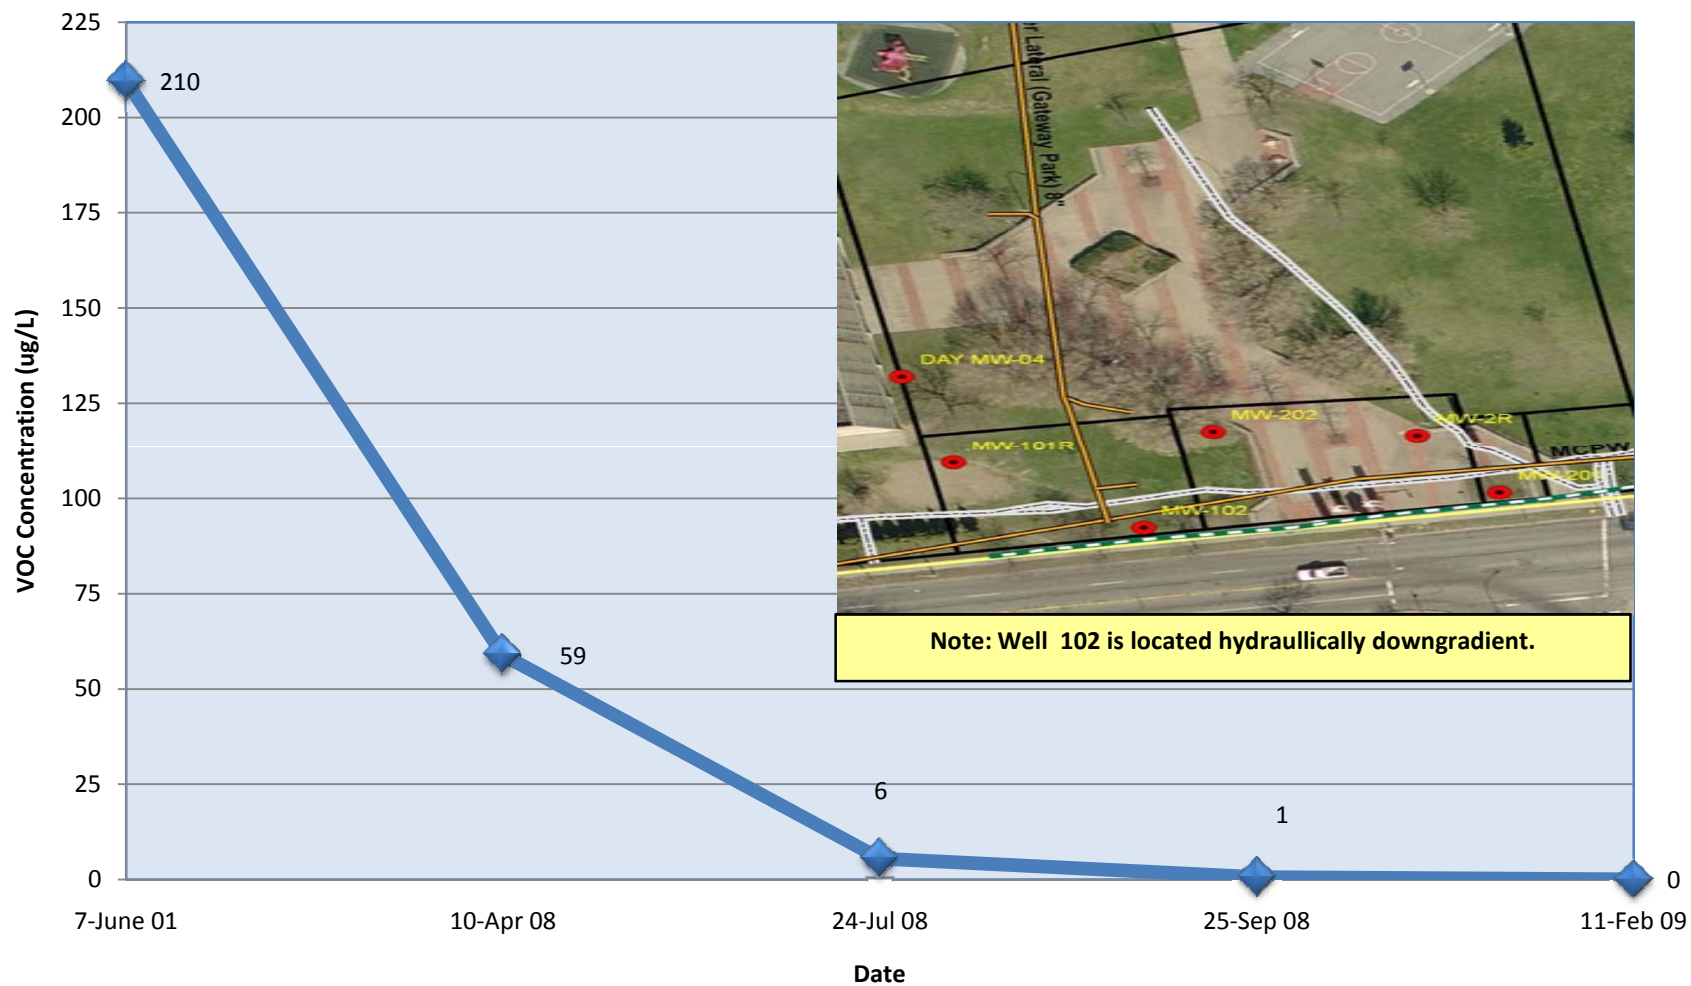 225
200
175
150
125
100
75
50
25
0
VOC Concentration (ug/L)
210
59
6
1
0
7-June 01
10-Apr 08
24-Jul 08
25-Sep 08
11-Feb 09
Date
er Lateral (Gateway Park) 8"
DAY MW-04
MW-101R
MW-202
MW-2R
MW-102
MCPW
Note: Well 102 is located hydraullically downgradient.